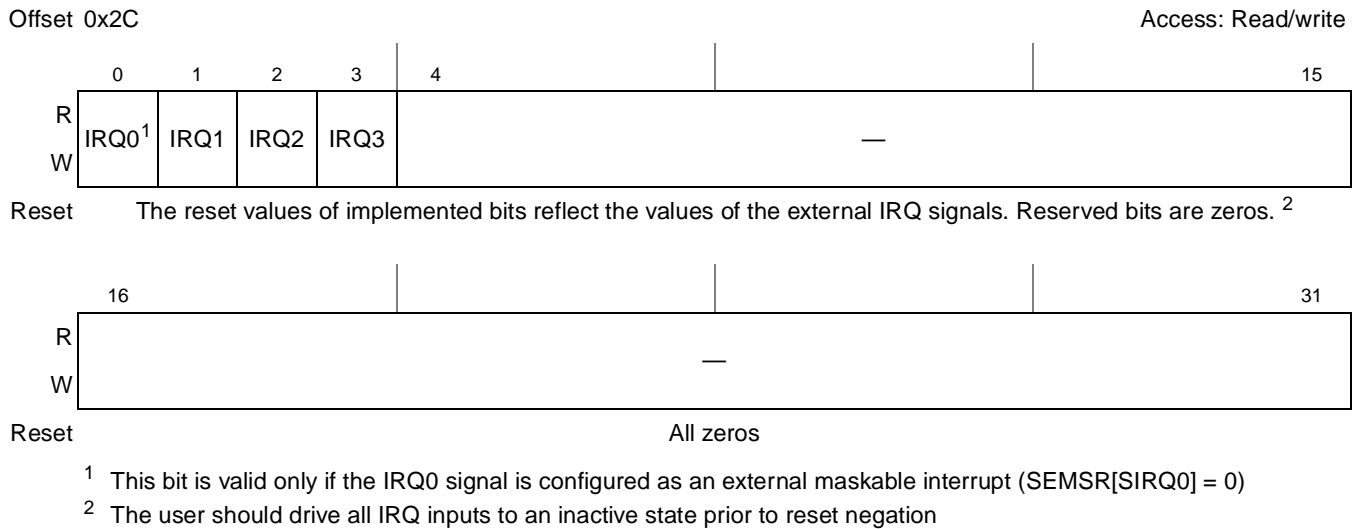 Offset 0x2C Access: Read/write
0 1 2 3 4 15
R
IRQ0¹ IRQ1 IRQ2 IRQ3 —
W
Reset The reset values of implemented bits reflect the values of the external IRQ signals. Reserved bits are zeros. ²
16 31
R
—
W
Reset All zeros
¹ This bit is valid only if the IRQ0 signal is configured as an external maskable interrupt (SEMSR[SIRQ0] = 0)
² The user should drive all IRQ inputs to an inactive state prior to reset negation